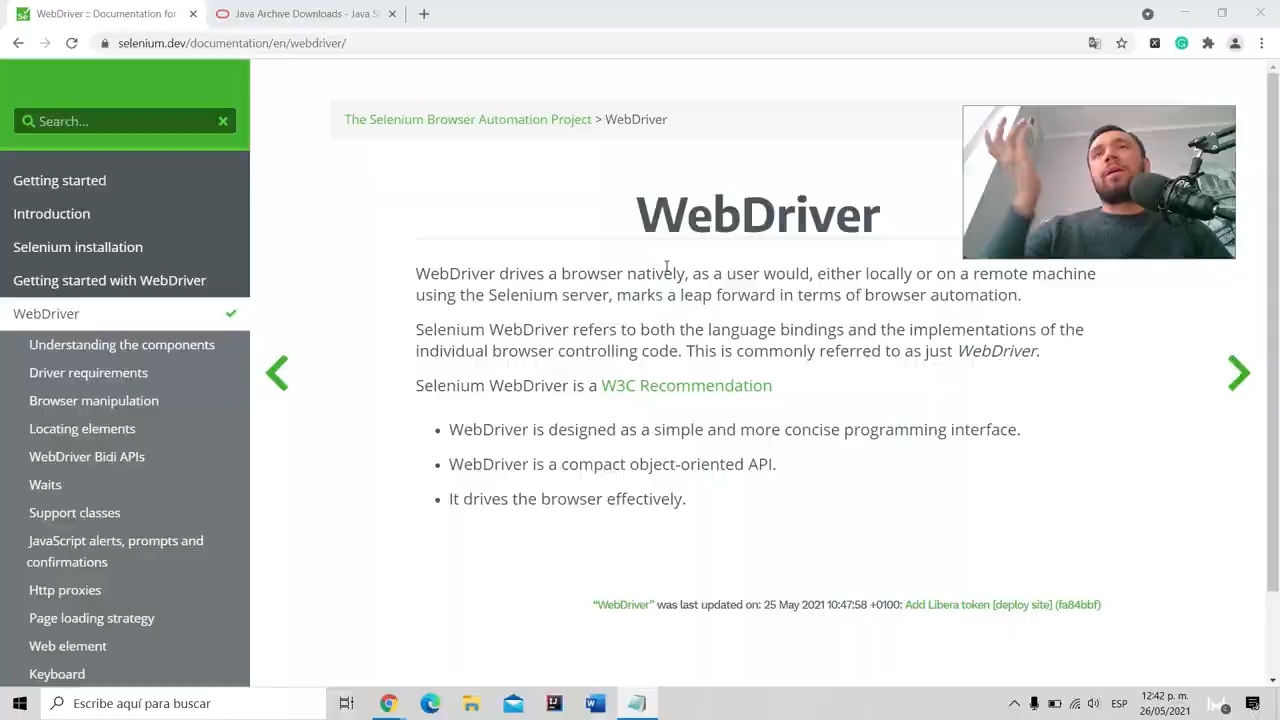 WebDriver :: Documentation for
Java Archive Downloads - Java S
selenium.dev/documentation/en/webdriver/
Search...
Getting started
Introduction
Selenium installation
Getting started with WebDriver
WebDriver
Understanding the components
Driver requirements
Browser manipulation
Locating elements
WebDriver Bidi APIs
Waits
Support classes
JavaScript alerts, prompts and
confirmations
Http proxies
Page loading strategy
Web element
Keyboard
The Selenium Browser Automation Project > WebDriver
WebDriver
WebDriver drives a browser natively, as a user would, either locally or on a remote machine
using the Selenium server, marks a leap forward in terms of browser automation.
Selenium WebDriver refers to both the language bindings and the implementations of the
individual browser controlling code. This is commonly referred to as just WebDriver.
Selenium WebDriver is a W3C Recommendation
• WebDriver is designed as a simple and more concise programming interface.
• WebDriver is a compact object-oriented API.
• It drives the browser effectively.
“WebDriver” was last updated on: 25 May 2021 10:47:58 +0100: Add Libera token [deploy site] (fa84bbf)
Escribe aquí para buscar
ESP
12:42 p. m.
26/05/2021